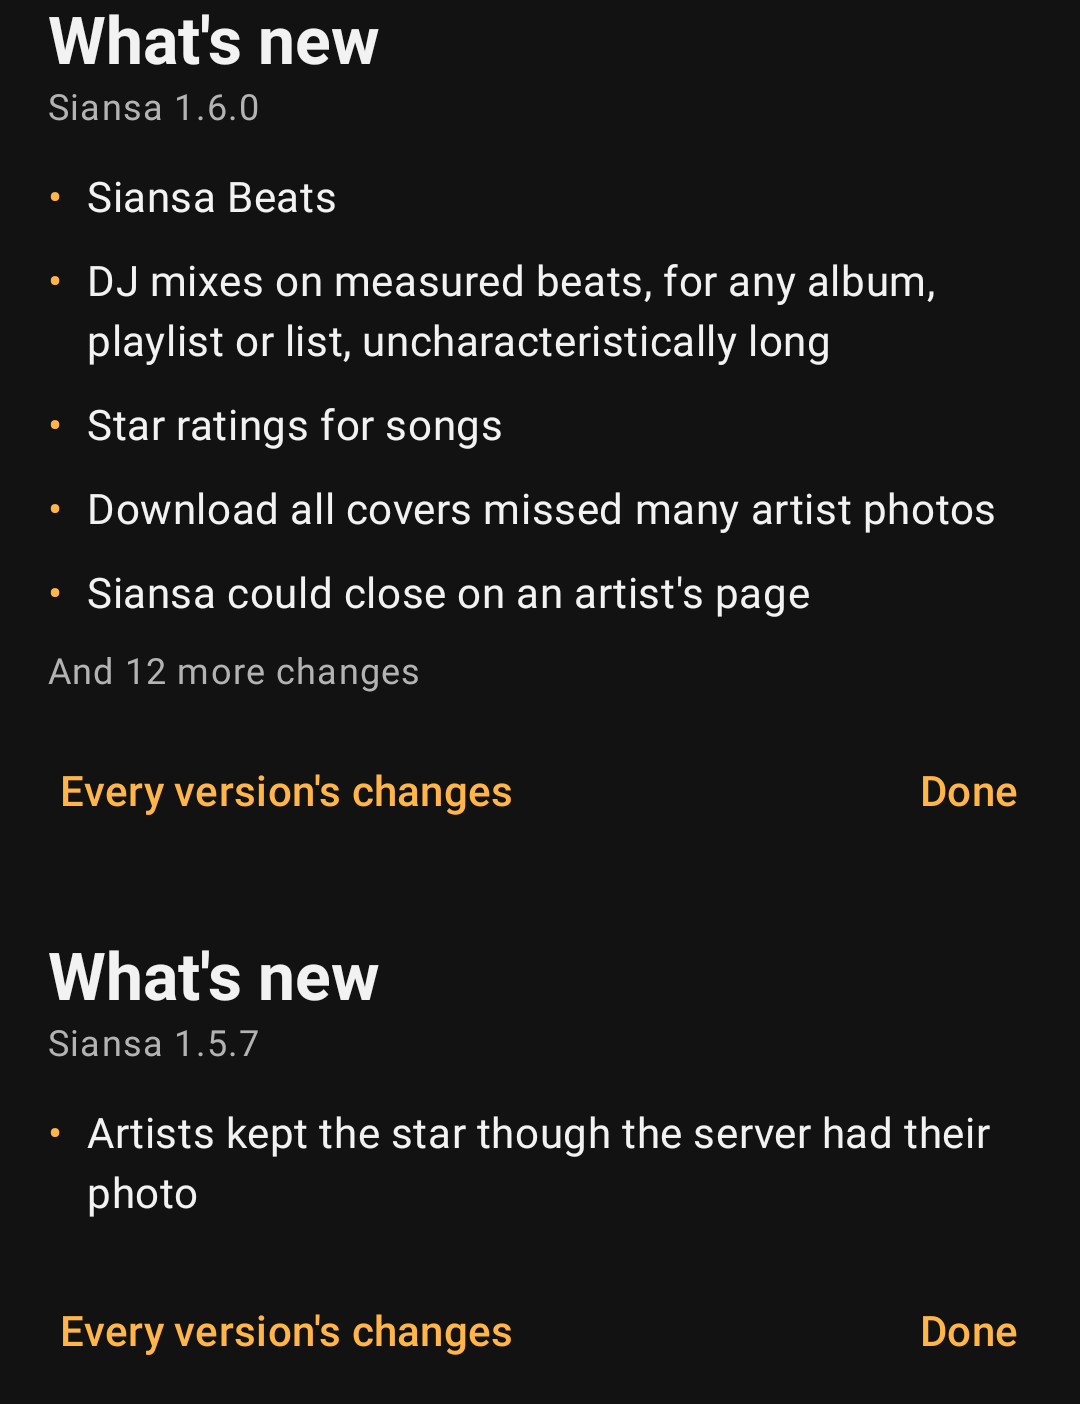 What's new
Siansa 1.6.0
• Siansa Beats
• DJ mixes on measured beats, for any album,
playlist or list, uncharacteristically long
• Star ratings for songs
• Download all covers missed many artist photos
• Siansa could close on an artist's page
And 12 more changes
Every version's changes Done
What's new
Siansa 1.5.7
• Artists kept the star though the server had their
photo
Every version's changes Done